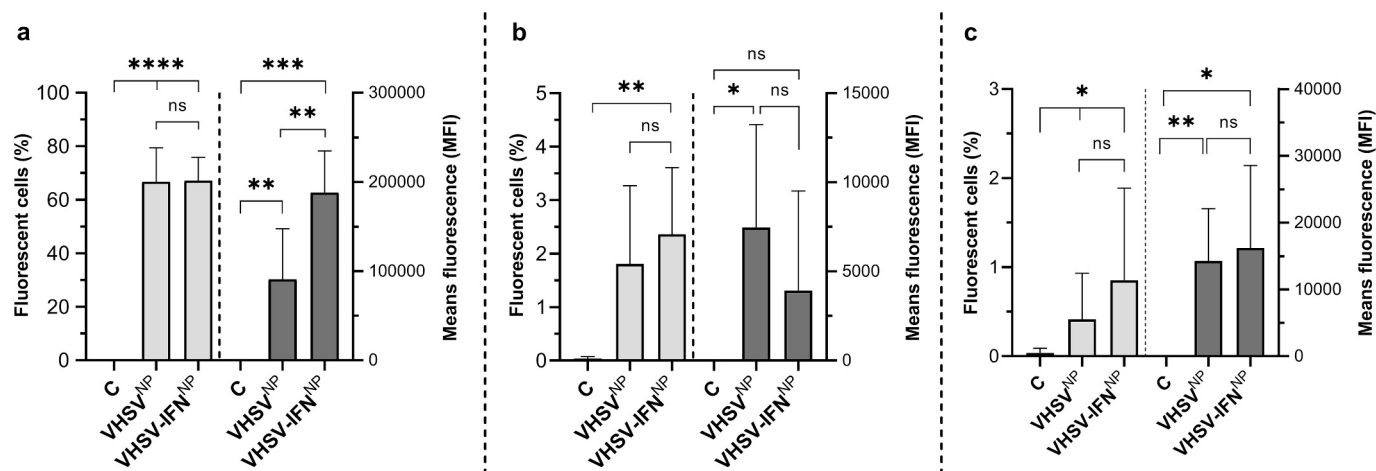 a
****
ns
***
**
**
Fluorescent cells (%)
100
80
60
40
20
0
300000
200000
100000
0
Means fluorescence (MFI)
C
VHSV^NP
VHSV-IFN^NP
C
VHSV^NP
VHSV-IFN^NP
b
**
ns
ns
*
ns
Fluorescent cells (%)
5
4
3
2
1
0
15000
10000
5000
0
Means fluorescence (MFI)
C
VHSV^NP
VHSV-IFN^NP
C
VHSV^NP
VHSV-IFN^NP
c
*
ns
*
**
ns
Fluorescent cells (%)
3
2
1
0
40000
30000
20000
10000
0
Means fluorescence (MFI)
C
VHSV^NP
VHSV-IFN^NP
C
VHSV^NP
VHSV-IFN^NP